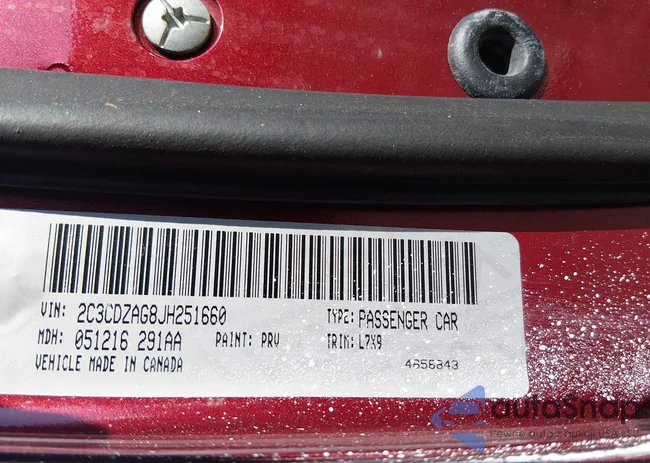 VIN: 2C3CDZAG8JH251660 TYPE: PASSENGER CAR
MDH: 051216 291AA PAINT: PRV TRIM: L7X9
VEHICLE MADE IN CANADA 4656843
autoSnap